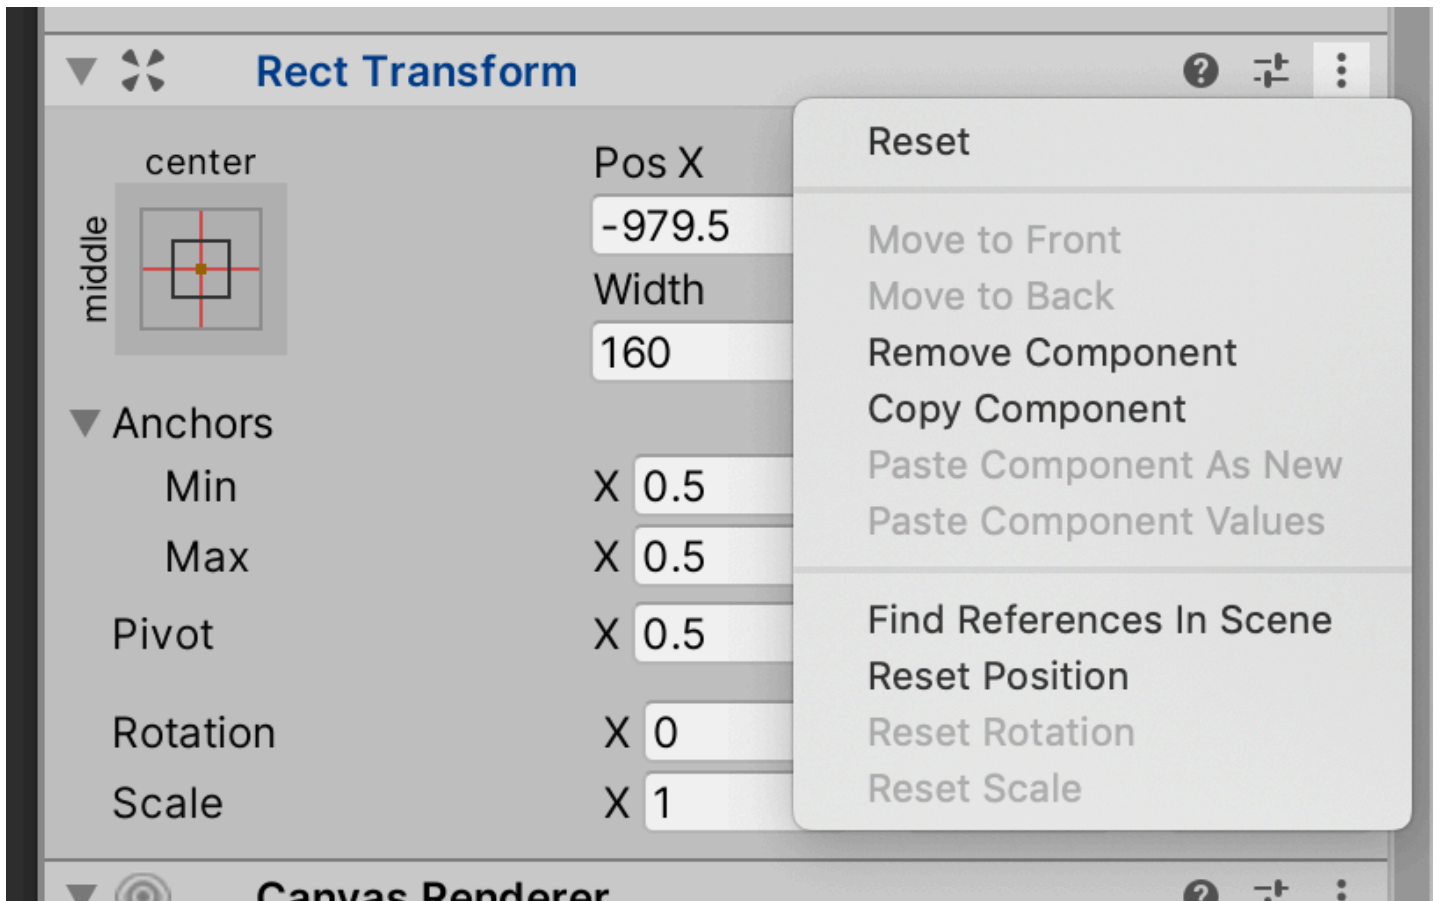 Rect Transform
center
middle
Pos X
-979.5
Width
160
Anchors
Min X 0.5
Max X 0.5
Pivot X 0.5
Rotation X 0
Scale X 1
Reset
Move to Front
Move to Back
Remove Component
Copy Component
Paste Component As New
Paste Component Values
Find References In Scene
Reset Position
Reset Rotation
Reset Scale
Canvas Renderer